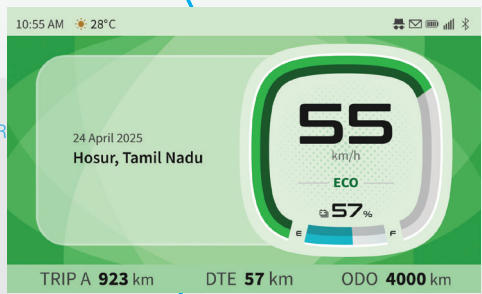 10:55 AM 28°C
R
24 April 2025
Hosur, Tamil Nadu
55
km/h
ECO
57%
E F
TRIP A 923 km DTE 57 km ODO 4000 km